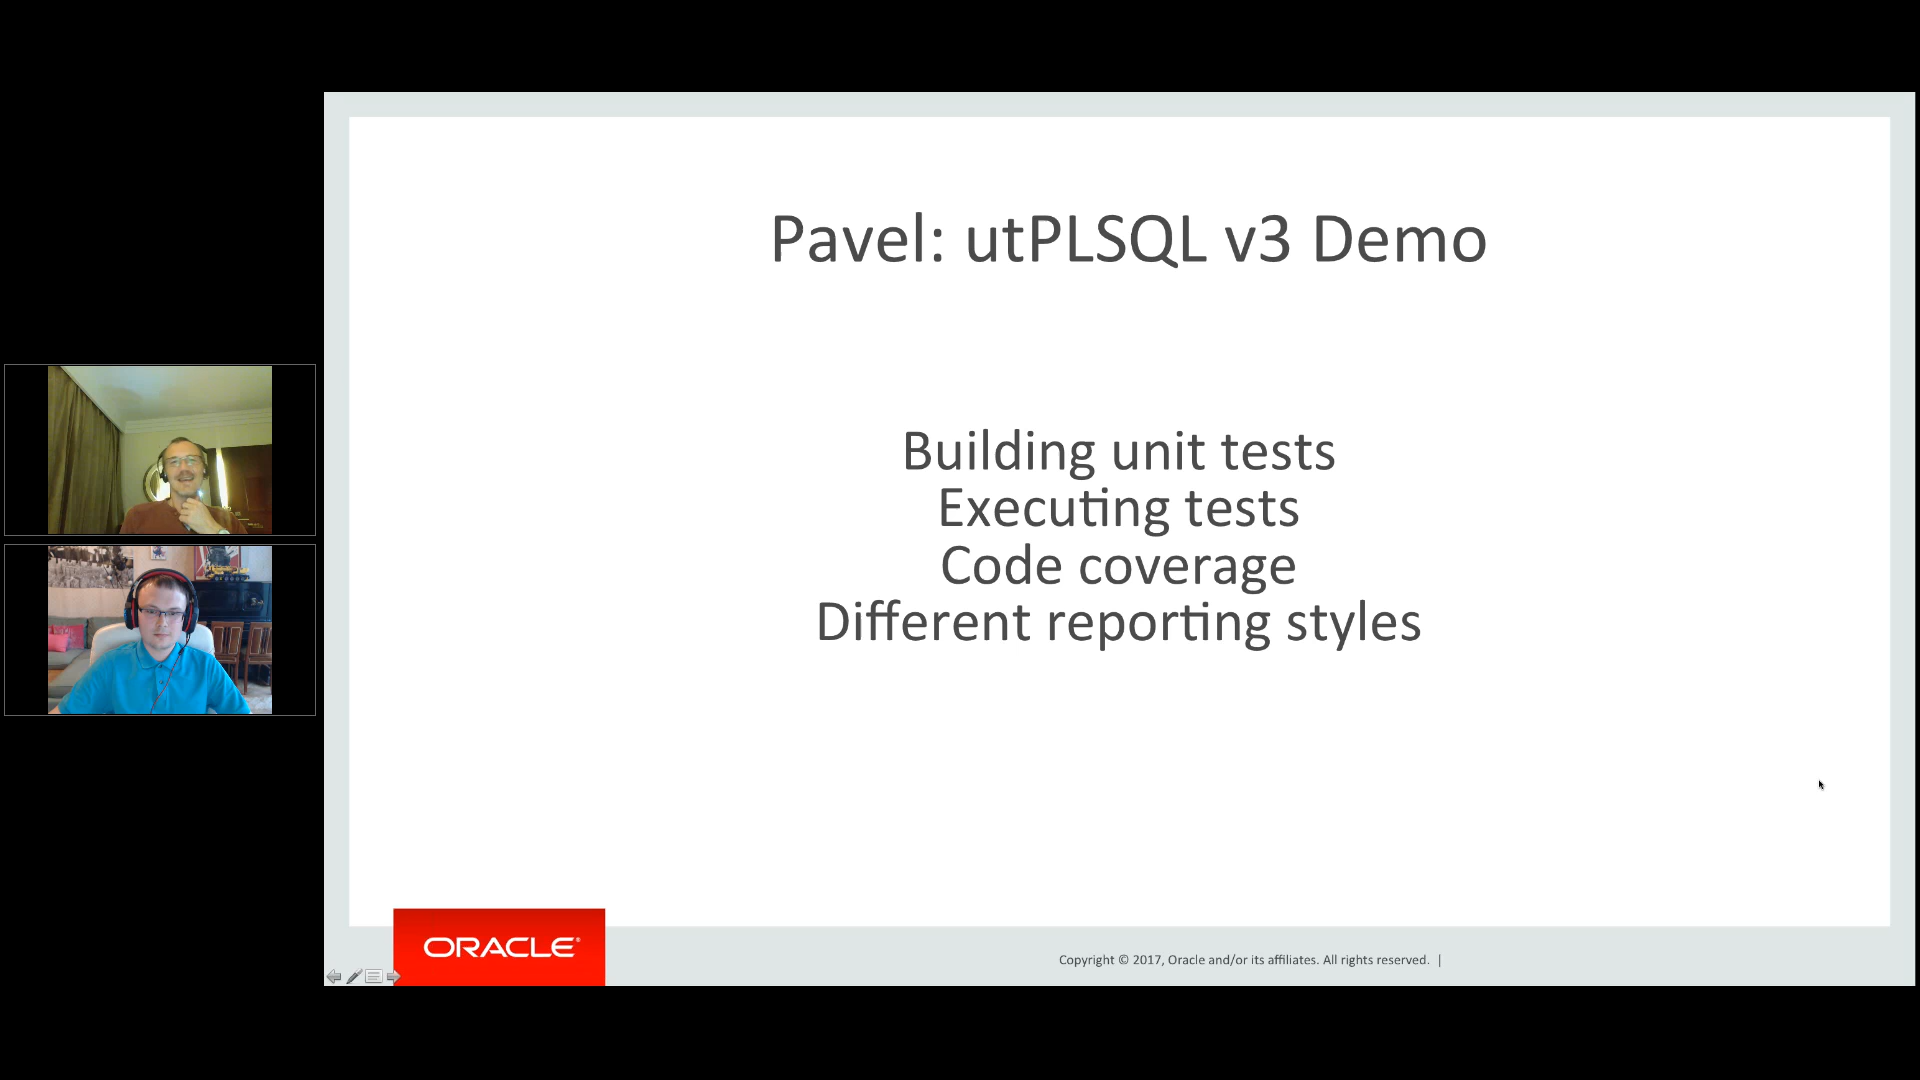 Pavel: utPLSQL v3 Demo
Building unit tests
Executing tests
Code coverage
Different reporting styles
ORACLE®
Copyright © 2017, Oracle and/or its affiliates. All rights reserved. |